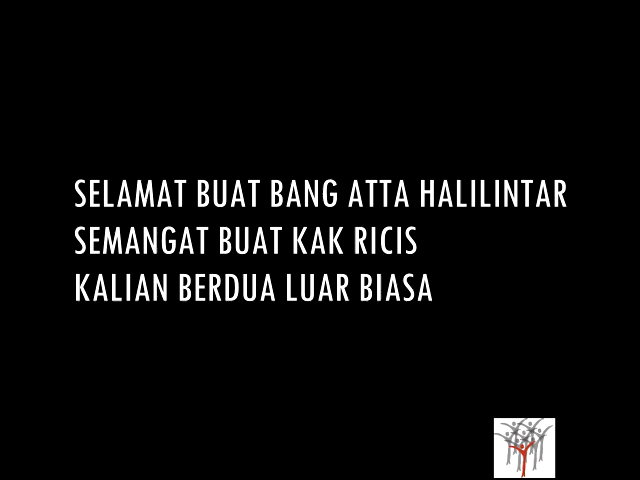 SELAMAT BUAT BANG ATTA HALILINTAR
SEMANGAT BUAT KAK RICIS
KALIAN BERDUA LUAR BIASA